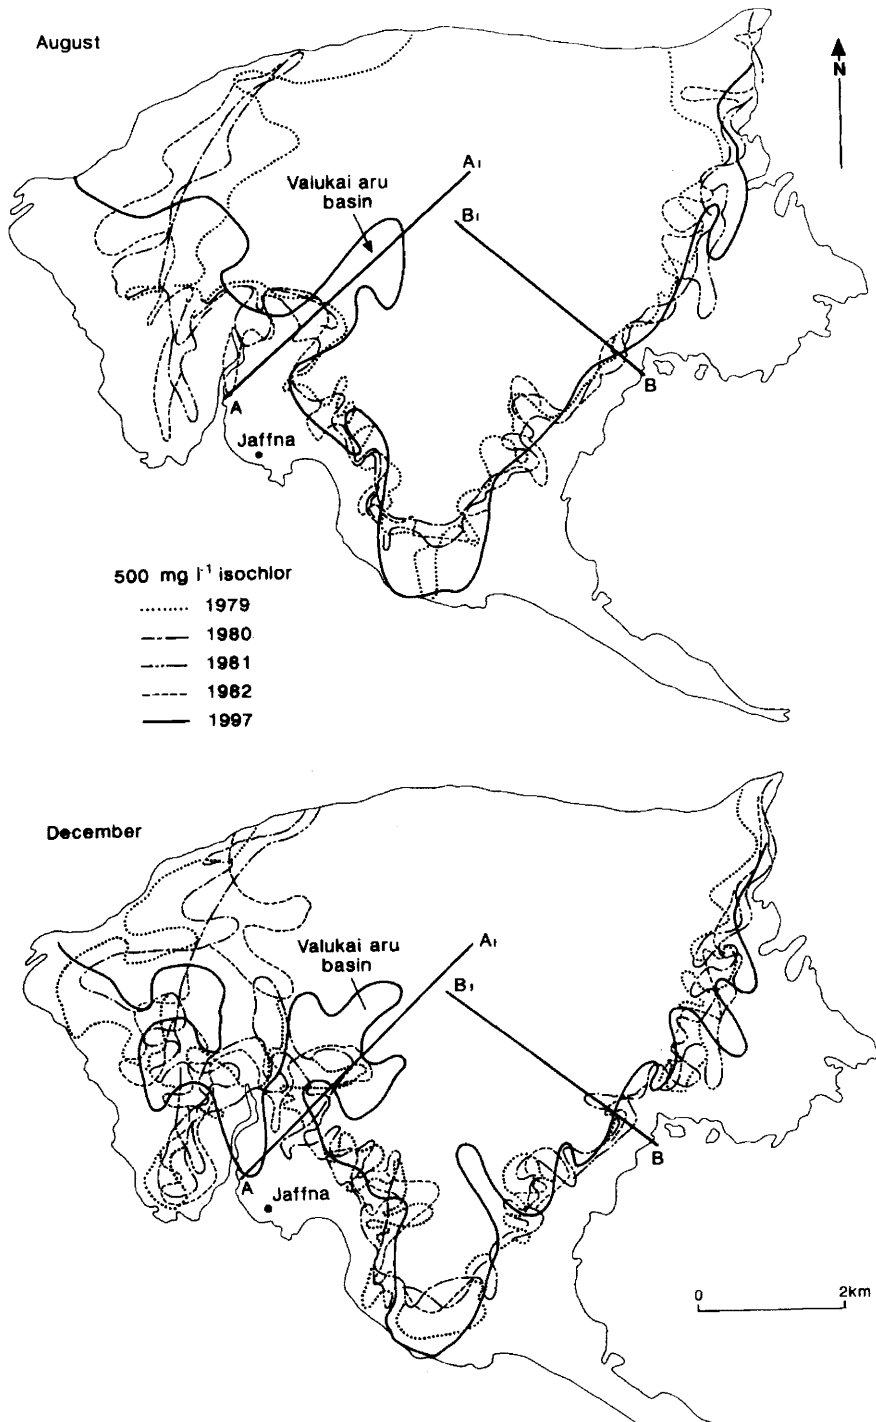 August
N
A₁
Valukai aru
basin
B₁
A
B
Jaffna
500 mg l⁻¹ isochlor
1979
1980
1981
1982
1997
December
Valukai aru
basin
A₁
B₁
A
B
Jaffna
0 2km